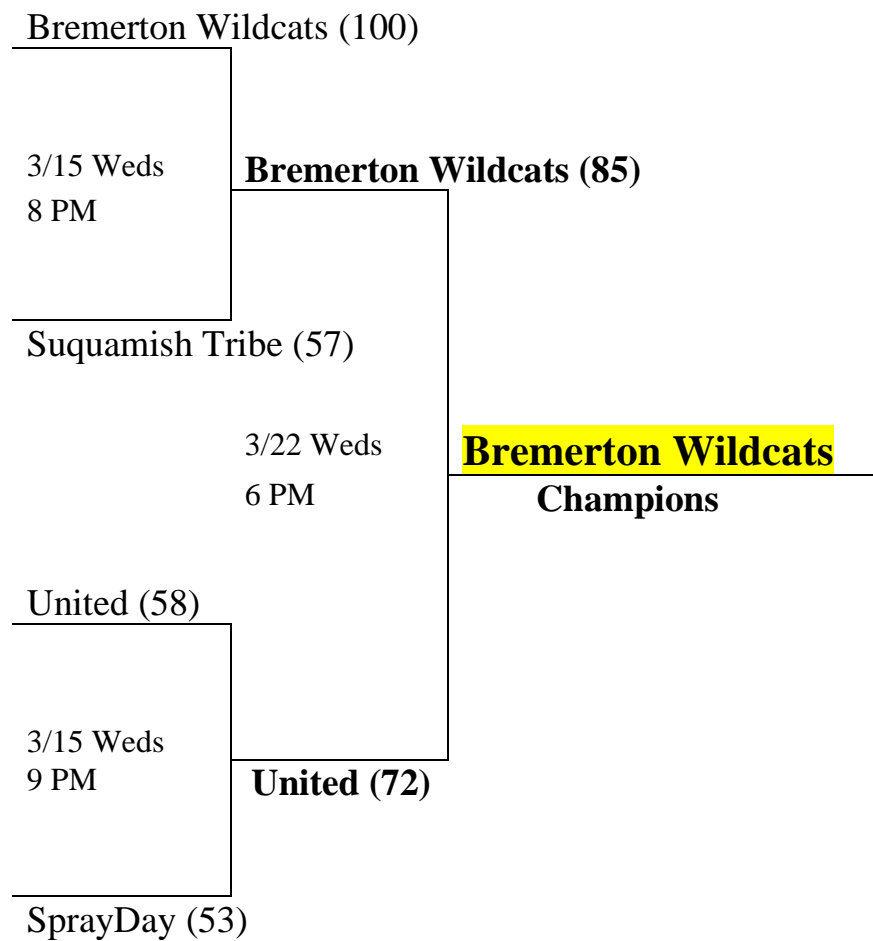 Bremerton Wildcats (100)
3/15 Weds
8 PM
Bremerton Wildcats (85)
Suquamish Tribe (57)
3/22 Weds
6 PM
Bremerton Wildcats
Champions
United (58)
3/15 Weds
9 PM
United (72)
SprayDay (53)